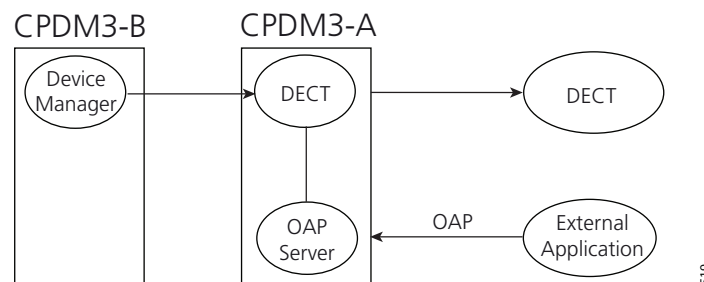 CPDM3-B
CPDM3-A
Device
Manager
DECT
DECT
OAP
Server
OAP
External
Application